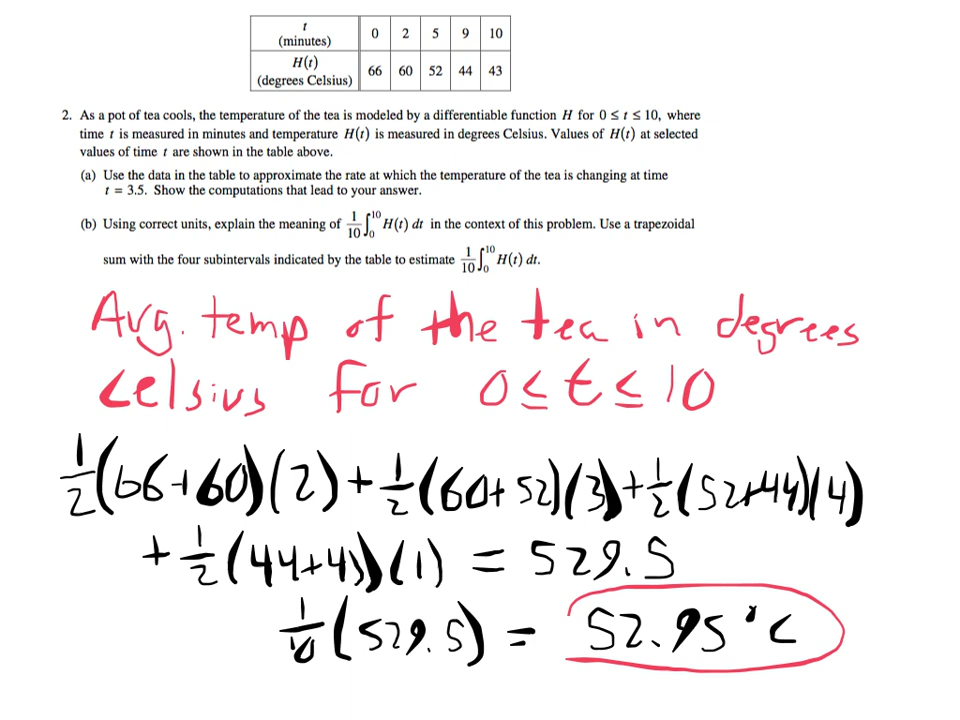 t (minutes) 0 2 5 9 10
H(t) (degrees Celsius) 66 60 52 44 43
2. As a pot of tea cools, the temperature of the tea is modeled by a differentiable function H for 0 ≤ t ≤ 10, where
time t is measured in minutes and temperature H(t) is measured in degrees Celsius. Values of H(t) at selected
values of time t are shown in the table above.
(a) Use the data in the table to approximate the rate at which the temperature of the tea is changing at time
t = 3.5. Show the computations that lead to your answer.
(b) Using correct units, explain the meaning of 1/10 ∫₀¹⁰ H(t) dt in the context of this problem. Use a trapezoidal
sum with the four subintervals indicated by the table to estimate 1/10 ∫₀¹⁰ H(t) dt.
Avg. temp of the tea in degrees
celsius for 0 ≤ t ≤ 10
1/2(66+60)(2)+1/2(60+52)(3)+1/2(52+44)(4)
+1/2(44+43)(1) = 529.5
1/10(529.5) = 52.95°C